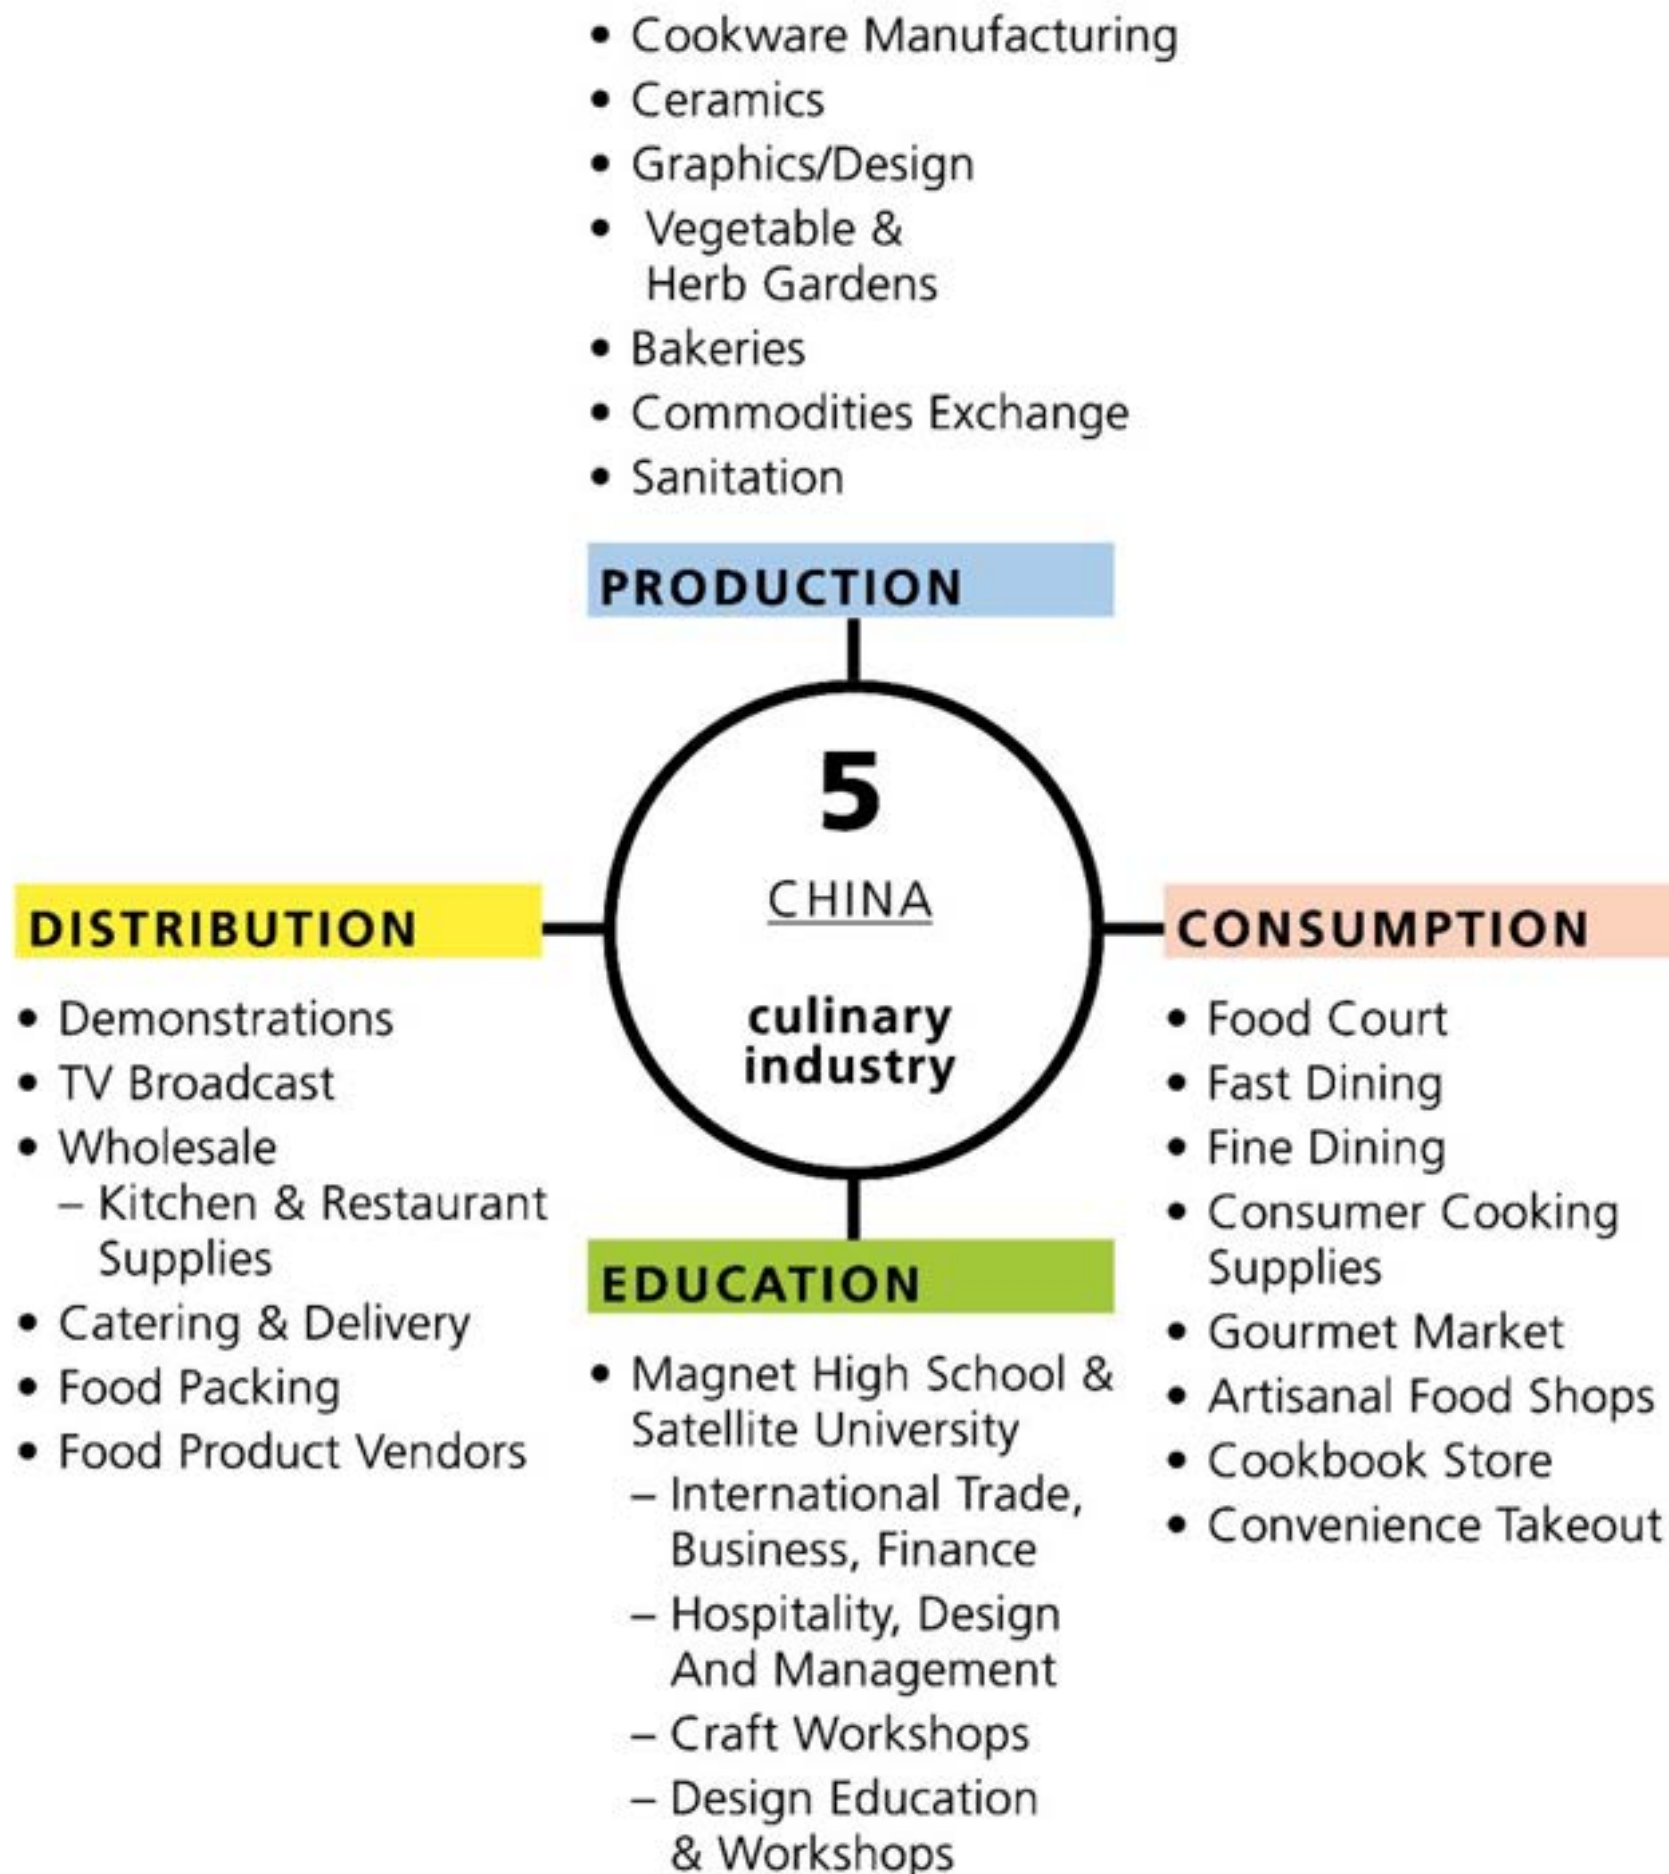 • Cookware Manufacturing
• Ceramics
• Graphics/Design
• Vegetable &
Herb Gardens
• Bakeries
• Commodities Exchange
• Sanitation
PRODUCTION
5
CHINA
culinary
industry
DISTRIBUTION
• Demonstrations
• TV Broadcast
• Wholesale
– Kitchen & Restaurant
Supplies
• Catering & Delivery
• Food Packing
• Food Product Vendors
CONSUMPTION
• Food Court
• Fast Dining
• Fine Dining
• Consumer Cooking
Supplies
• Gourmet Market
• Artisanal Food Shops
• Cookbook Store
• Convenience Takeout
EDUCATION
• Magnet High School &
Satellite University
– International Trade,
Business, Finance
– Hospitality, Design
And Management
– Craft Workshops
– Design Education
& Workshops